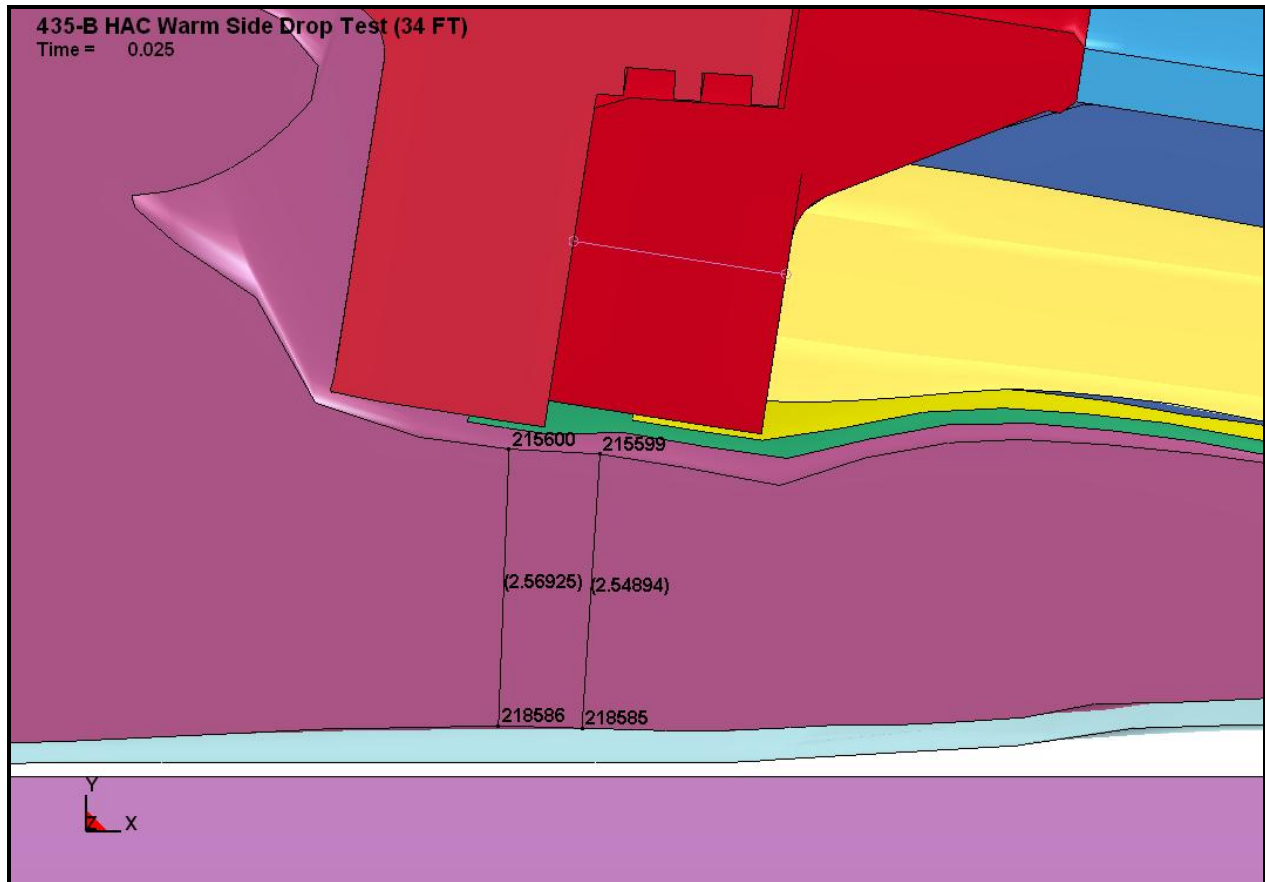 435-B HAC Warm Side Drop Test (34 FT)
Time = 0.025
215600 215599
(2.56925) (2.54894)
218586 218585
Y
Z X